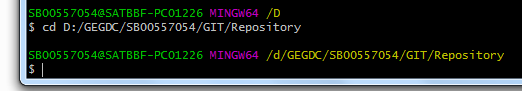 SB00557054@SATBBF-PC01226 MINGW64 /D
$ cd D:/GEGDC/SB00557054/GIT/Repository
SB00557054@SATBBF-PC01226 MINGW64 /d/GEGDC/SB00557054/GIT/Repository
$